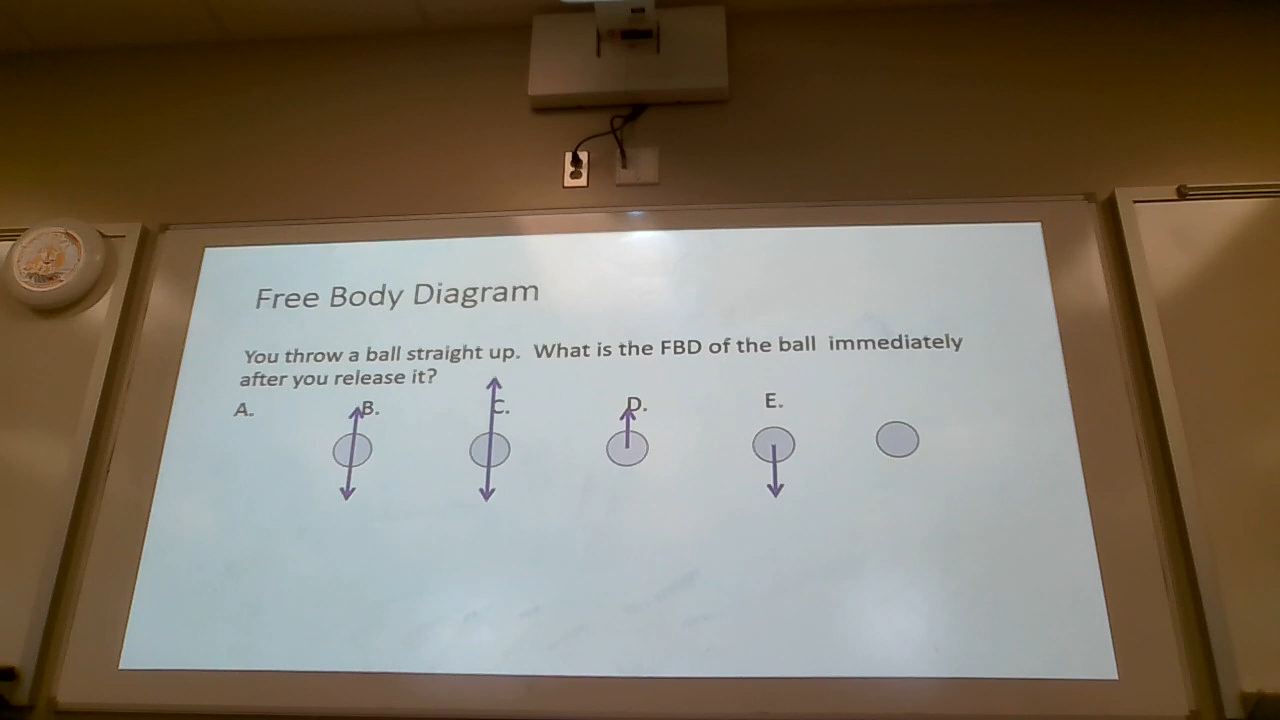 Free Body Diagram
You throw a ball straight up.  What is the FBD of the ball  immediately
after you release it?
A. B. C. D. E.